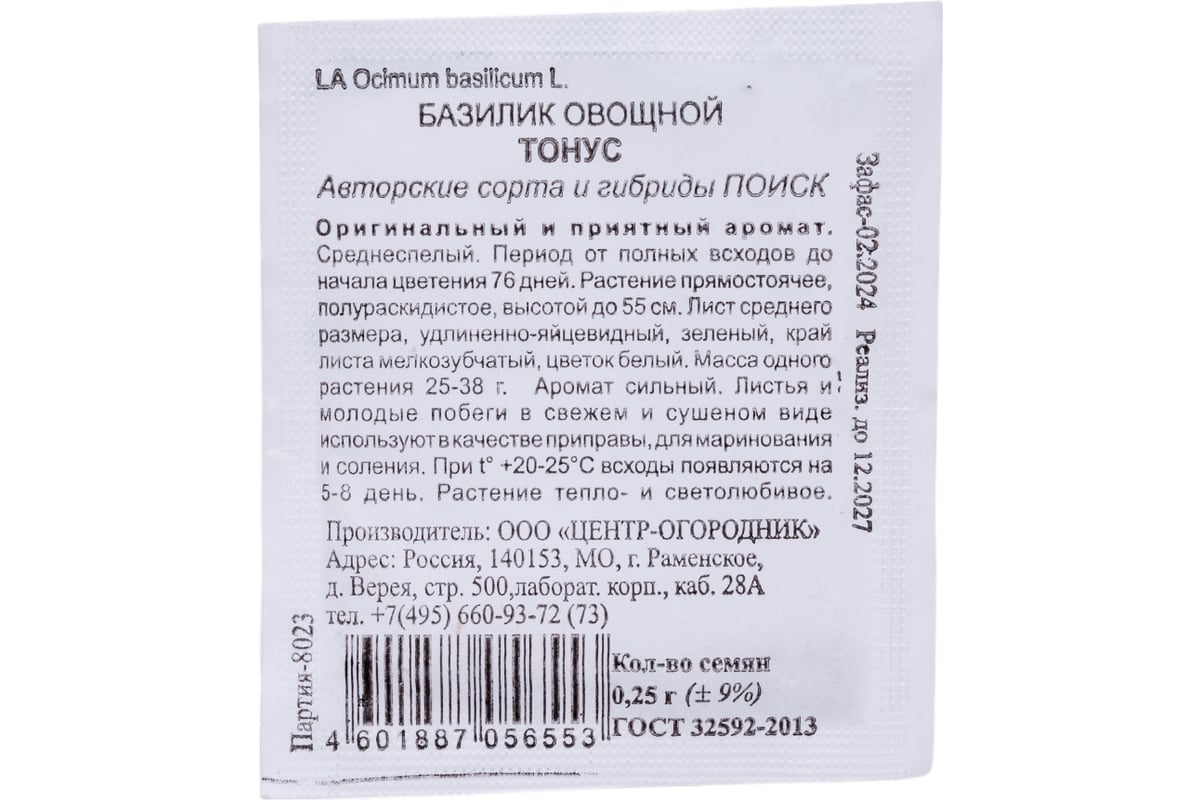 LA Ocimum basilicum L.
БАЗИЛИК ОВОЩНОЙ
ТОНУС
Авторские сорта и гибриды ПОИСК
Оригинальный и приятный аромат.
Среднеспелый. Период от полных всходов до
начала цветения 76 дней. Растение прямостоячее,
полураскидистое, высотой до 55 см. Лист среднего
размера, удлиненно-яйцевидный, зеленый, край
листа мелкозубчатый, цветок белый. Масса одного
растения 25-38 г. Аромат сильный. Листья и
молодые побеги в свежем и сушеном виде
используют в качестве приправы, для маринования
и соления. При t° +20-25°С всходы появляются на
5-8 день. Растение тепло- и светолюбивое.
Производитель: ООО «ЦЕНТР-ОГОРОДНИК»
Адрес: Россия, 140153, МО, г. Раменское,
д. Верея, стр. 500,лаборат. корп., каб. 28А
тел. +7(495) 660-93-72 (73)
Кол-во семян
0,25 г (± 9%)
ГОСТ 32592-2013
4 601887 056553
Партия-8023
Зафас-02.2024 Реализ. до 12.2027